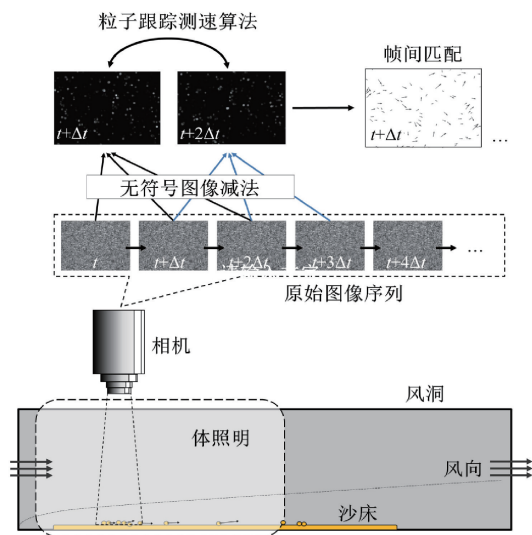 粒子跟踪测速算法
帧间匹配
t+Δt
t+2Δt
t+Δt
...
无符号图像减法
t
t+Δt
t+2Δt
t+3Δt
t+4Δt
...
原始图像序列
相机
风洞
体照明
风向
沙床